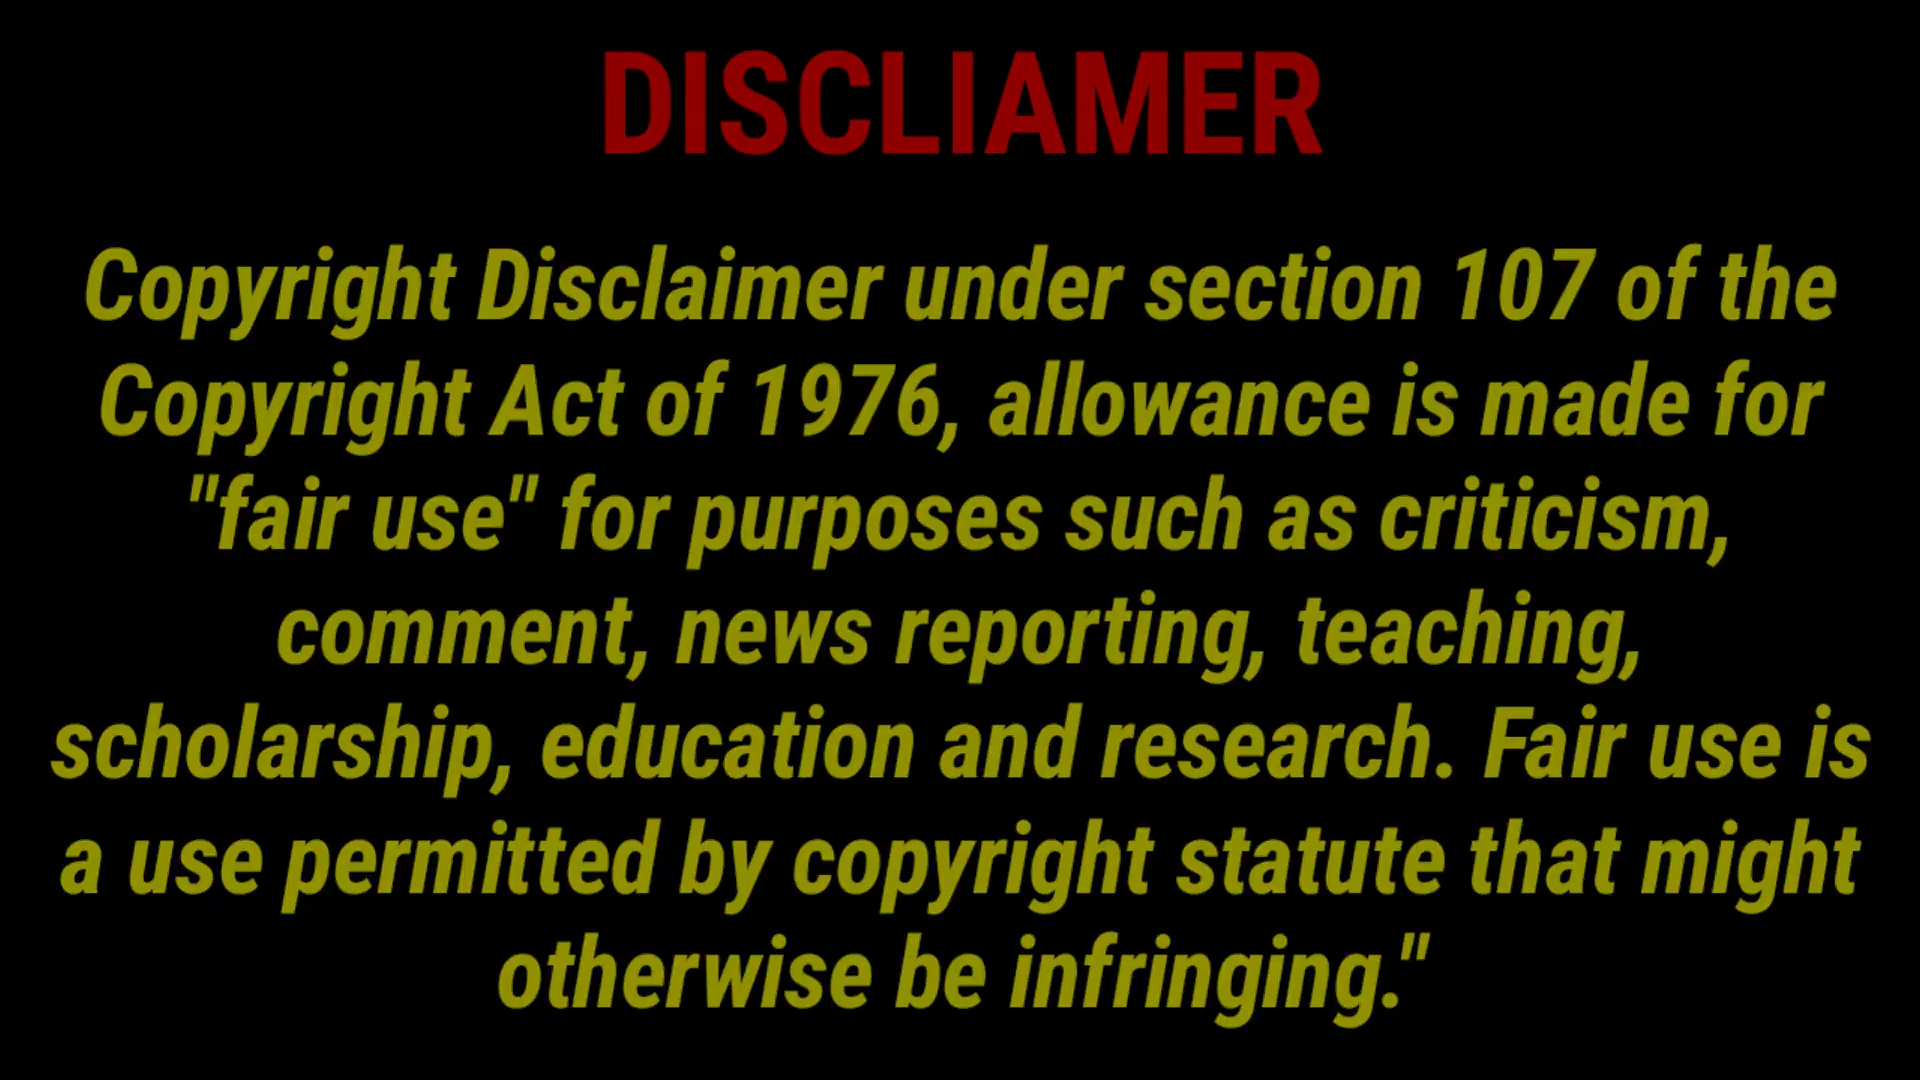 DISCLIAMER
Copyright Disclaimer under section 107 of the
Copyright Act of 1976, allowance is made for
"fair use" for purposes such as criticism,
comment, news reporting, teaching,
scholarship, education and research. Fair use is
a use permitted by copyright statute that might
otherwise be infringing."